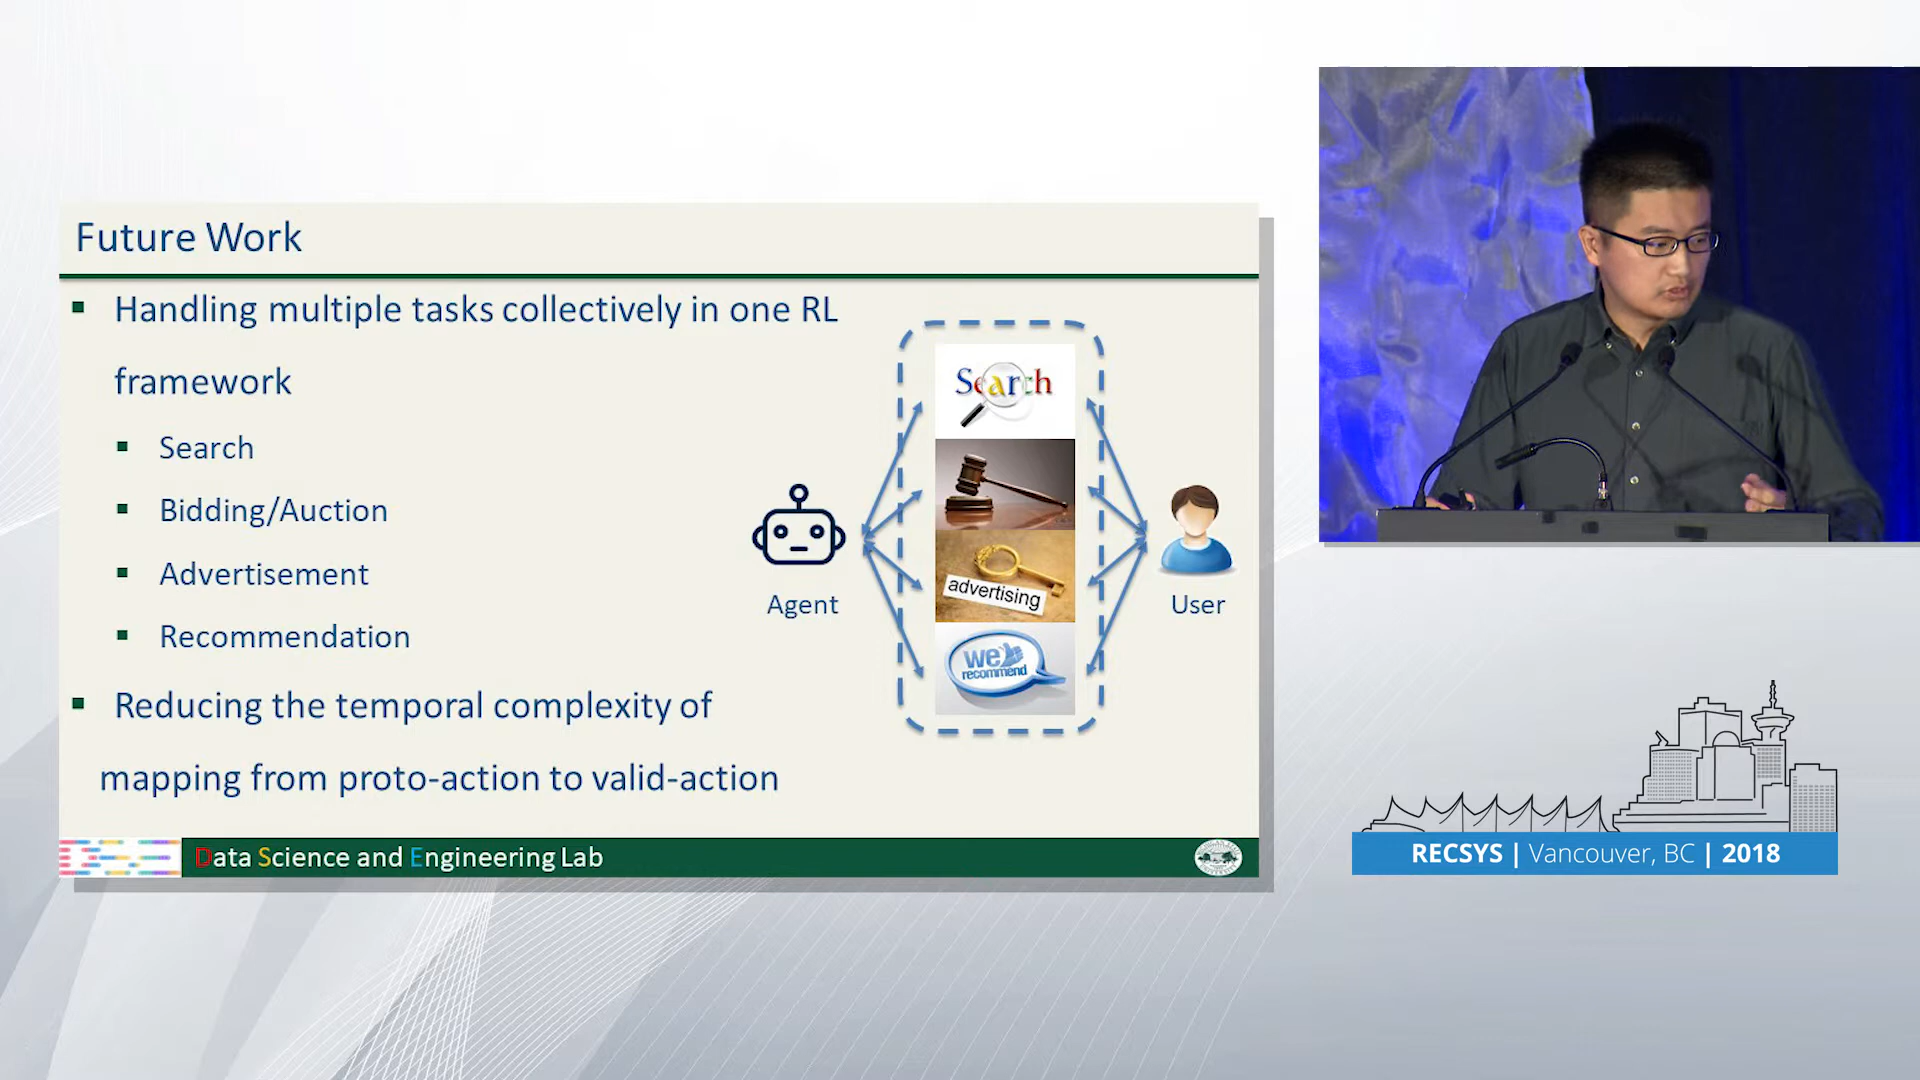 Future Work
Handling multiple tasks collectively in one RL
framework
Search
Bidding/Auction
Advertisement
Recommendation
Reducing the temporal complexity of
mapping from proto-action to valid-action
Search
advertising
we
recommend
Agent
User
Data Science and Engineering Lab
RECSYS | Vancouver, BC | 2018